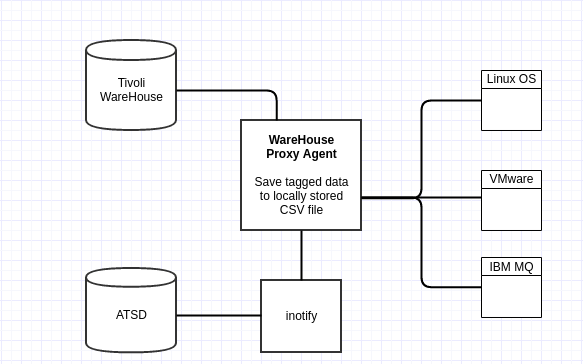 Tivoli
WareHouse
WareHouse
Proxy Agent
Save tagged data
to locally stored
CSV file
Linux OS
VMware
IBM MQ
ATSD
inotify